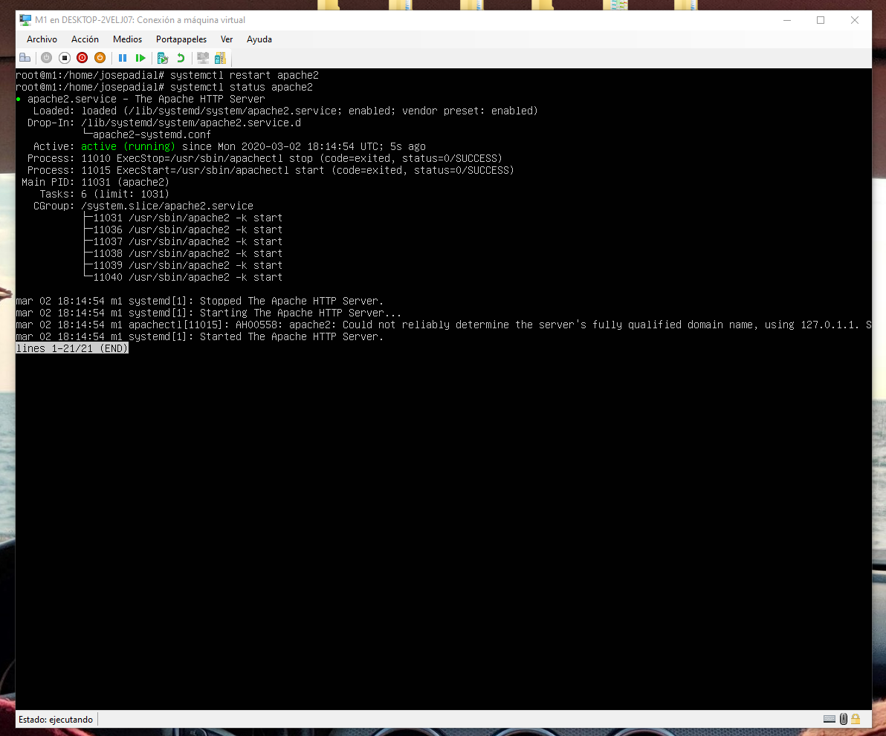 M1 en DESKTOP-2VELJ07: Conexión a máquina virtual
Archivo Acción Medios Portapapeles Ver Ayuda
root@m1:/home/josepadial# systemctl restart apache2
root@m1:/home/josepadial# systemctl status apache2
● apache2.service - The Apache HTTP Server
   Loaded: loaded (/lib/systemd/system/apache2.service; enabled; vendor preset: enabled)
  Drop-In: /lib/systemd/system/apache2.service.d
           └─apache2-systemd.conf
   Active: active (running) since Mon 2020-03-02 18:14:54 UTC; 5s ago
  Process: 11010 ExecStop=/usr/sbin/apachectl stop (code=exited, status=0/SUCCESS)
  Process: 11015 ExecStart=/usr/sbin/apachectl start (code=exited, status=0/SUCCESS)
 Main PID: 11031 (apache2)
    Tasks: 6 (limit: 1031)
   CGroup: /system.slice/apache2.service
           ├─11031 /usr/sbin/apache2 -k start
           ├─11036 /usr/sbin/apache2 -k start
           ├─11037 /usr/sbin/apache2 -k start
           ├─11038 /usr/sbin/apache2 -k start
           ├─11039 /usr/sbin/apache2 -k start
           └─11040 /usr/sbin/apache2 -k start
mar 02 18:14:54 m1 systemd[1]: Stopped The Apache HTTP Server.
mar 02 18:14:54 m1 systemd[1]: Starting The Apache HTTP Server...
mar 02 18:14:54 m1 apachectl[11015]: AH00558: apache2: Could not reliably determine the server's fully qualified domain name, using 127.0.1.1. S
mar 02 18:14:54 m1 systemd[1]: Started The Apache HTTP Server.
lines 1-21/21 (END)
Estado: ejecutando